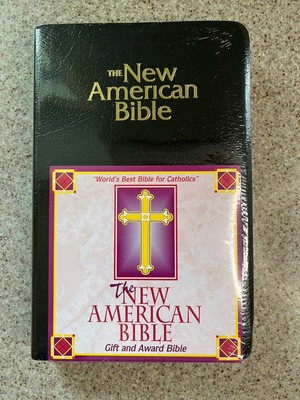 THE New
American
Bible
"World's Best Bible for Catholics"
The NEW
AMERICAN
BIBLE
Gift and Award Bible